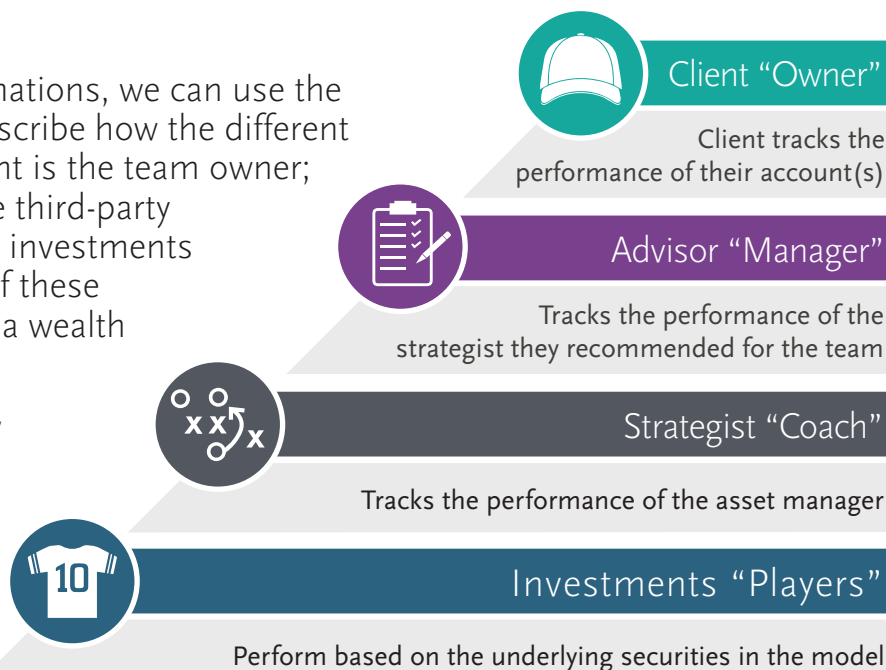 nations, we can use the
scribe how the different
nt is the team owner;
e third-party
investments
f these
a wealth
Client “Owner”
Client tracks the
performance of their account(s)
Advisor “Manager”
Tracks the performance of the
strategist they recommended for the team
x x x
Strategist “Coach”
Tracks the performance of the asset manager
10
Investments “Players”
Perform based on the underlying securities in the model